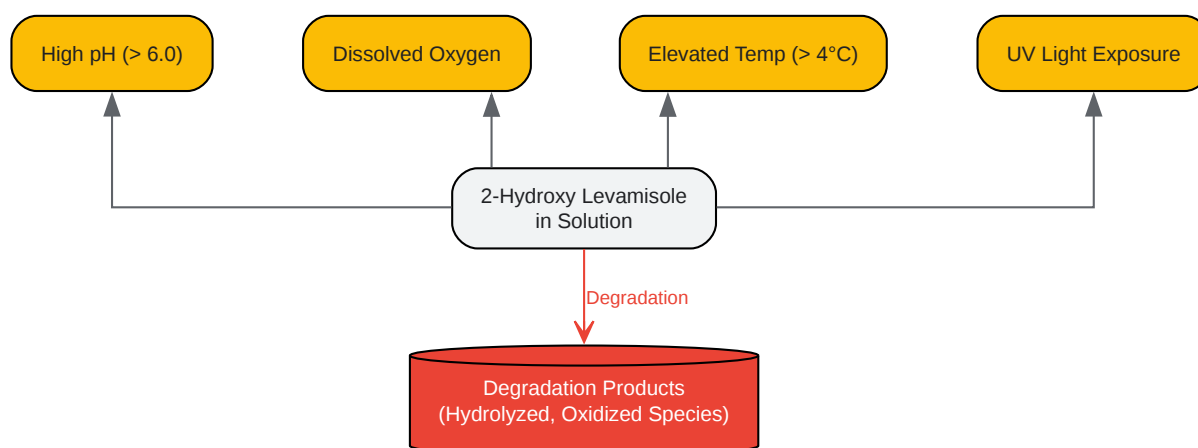 High pH (> 6.0)
Dissolved Oxygen
Elevated Temp (> 4°C)
UV Light Exposure
2-Hydroxy Levamisole
in Solution
Degradation
Degradation Products
(Hydrolyzed, Oxidized Species)